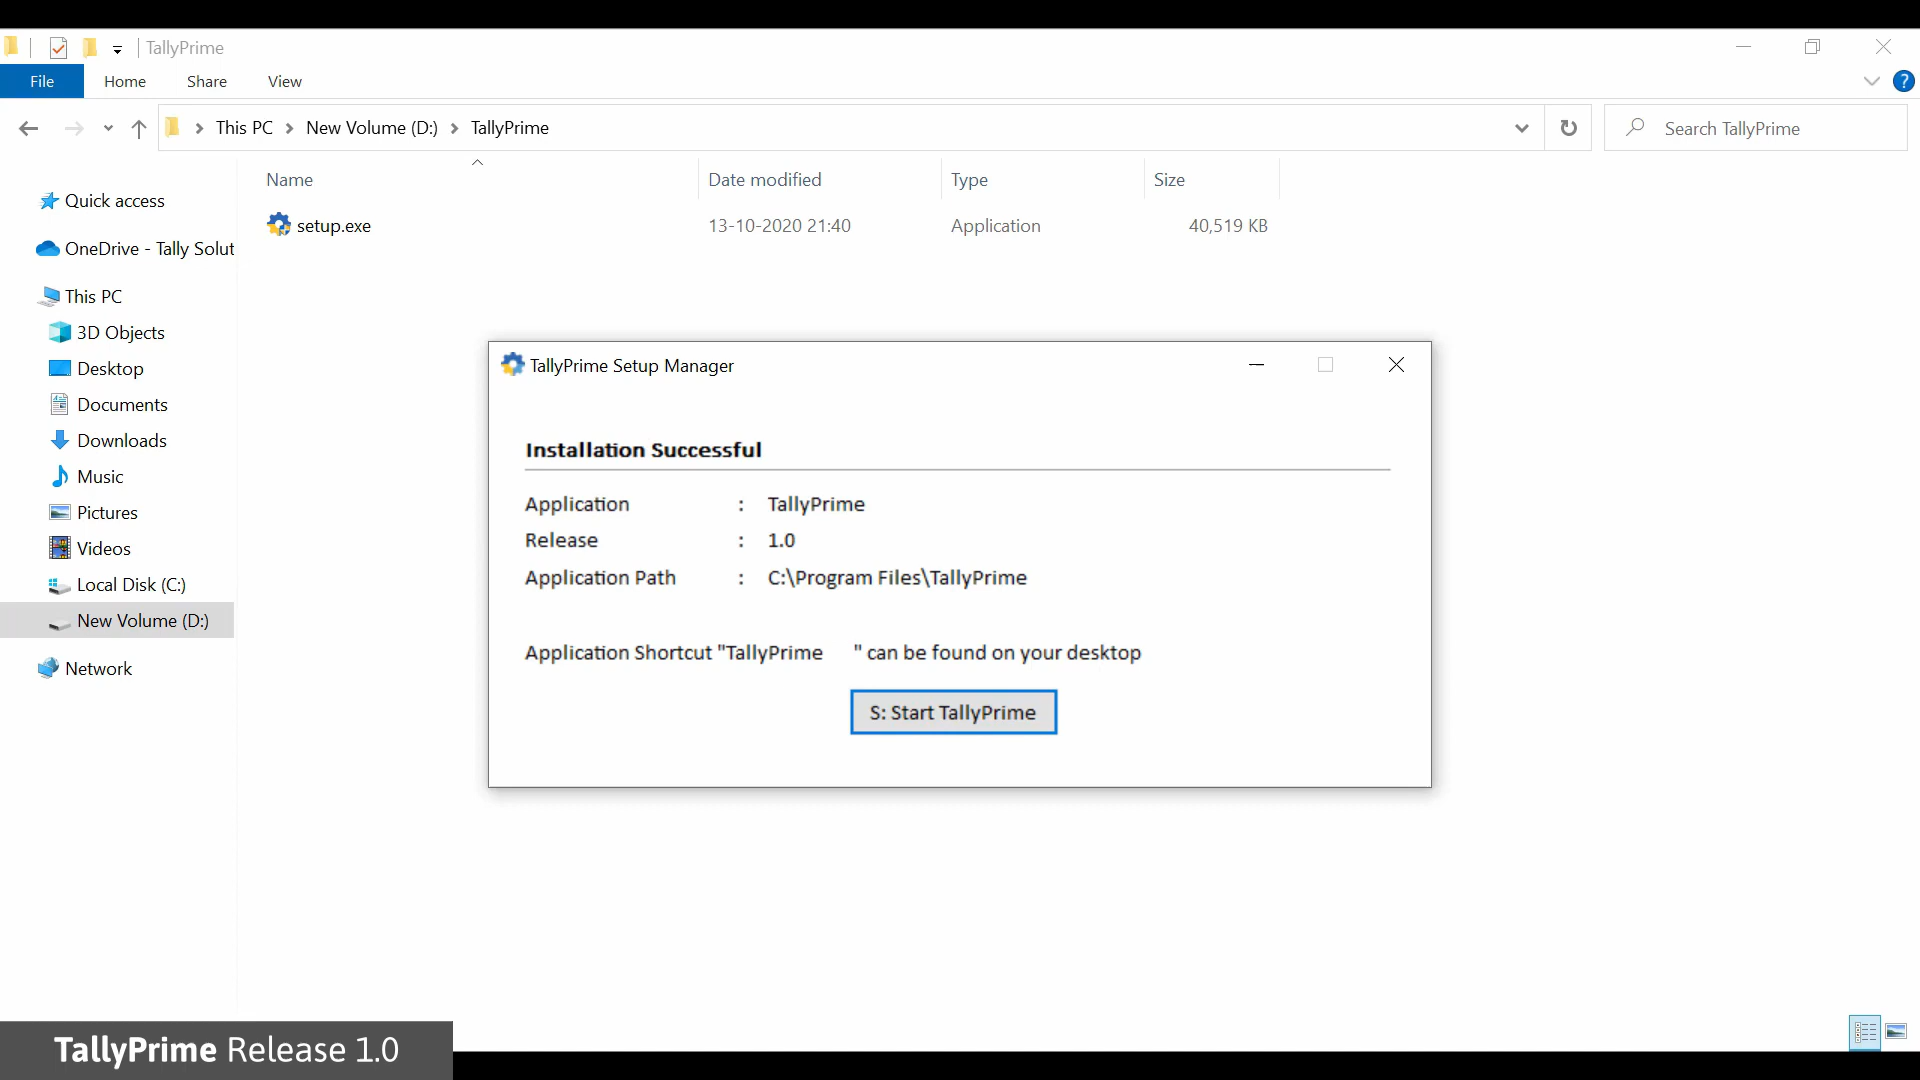 TallyPrime
File Home Share View
?
This PC New Volume (D:) TallyPrime
Search TallyPrime
Name Date modified Type Size
setup.exe 13-10-2020 21:40 Application 40,519 KB
Quick access
OneDrive - Tally Solut
This PC
3D Objects
Desktop
Documents
Downloads
Music
Pictures
Videos
Local Disk (C:)
New Volume (D:)
Network
TallyPrime Setup Manager
Installation Successful
Application : TallyPrime
Release : 1.0
Application Path : C:\Program Files\TallyPrime
Application Shortcut "TallyPrime " can be found on your desktop
S: Start TallyPrime
TallyPrime Release 1.0